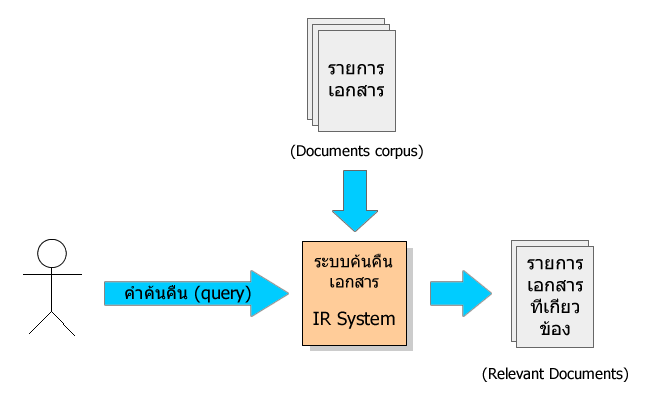 รายการ
เอกสาร
(Documents corpus)
คำค้นคืน (query)
ระบบค้นคืน
เอกสาร
IR System
รายการ
เอกสาร
ที่เกี่ยว
ข้อง
(Relevant Documents)